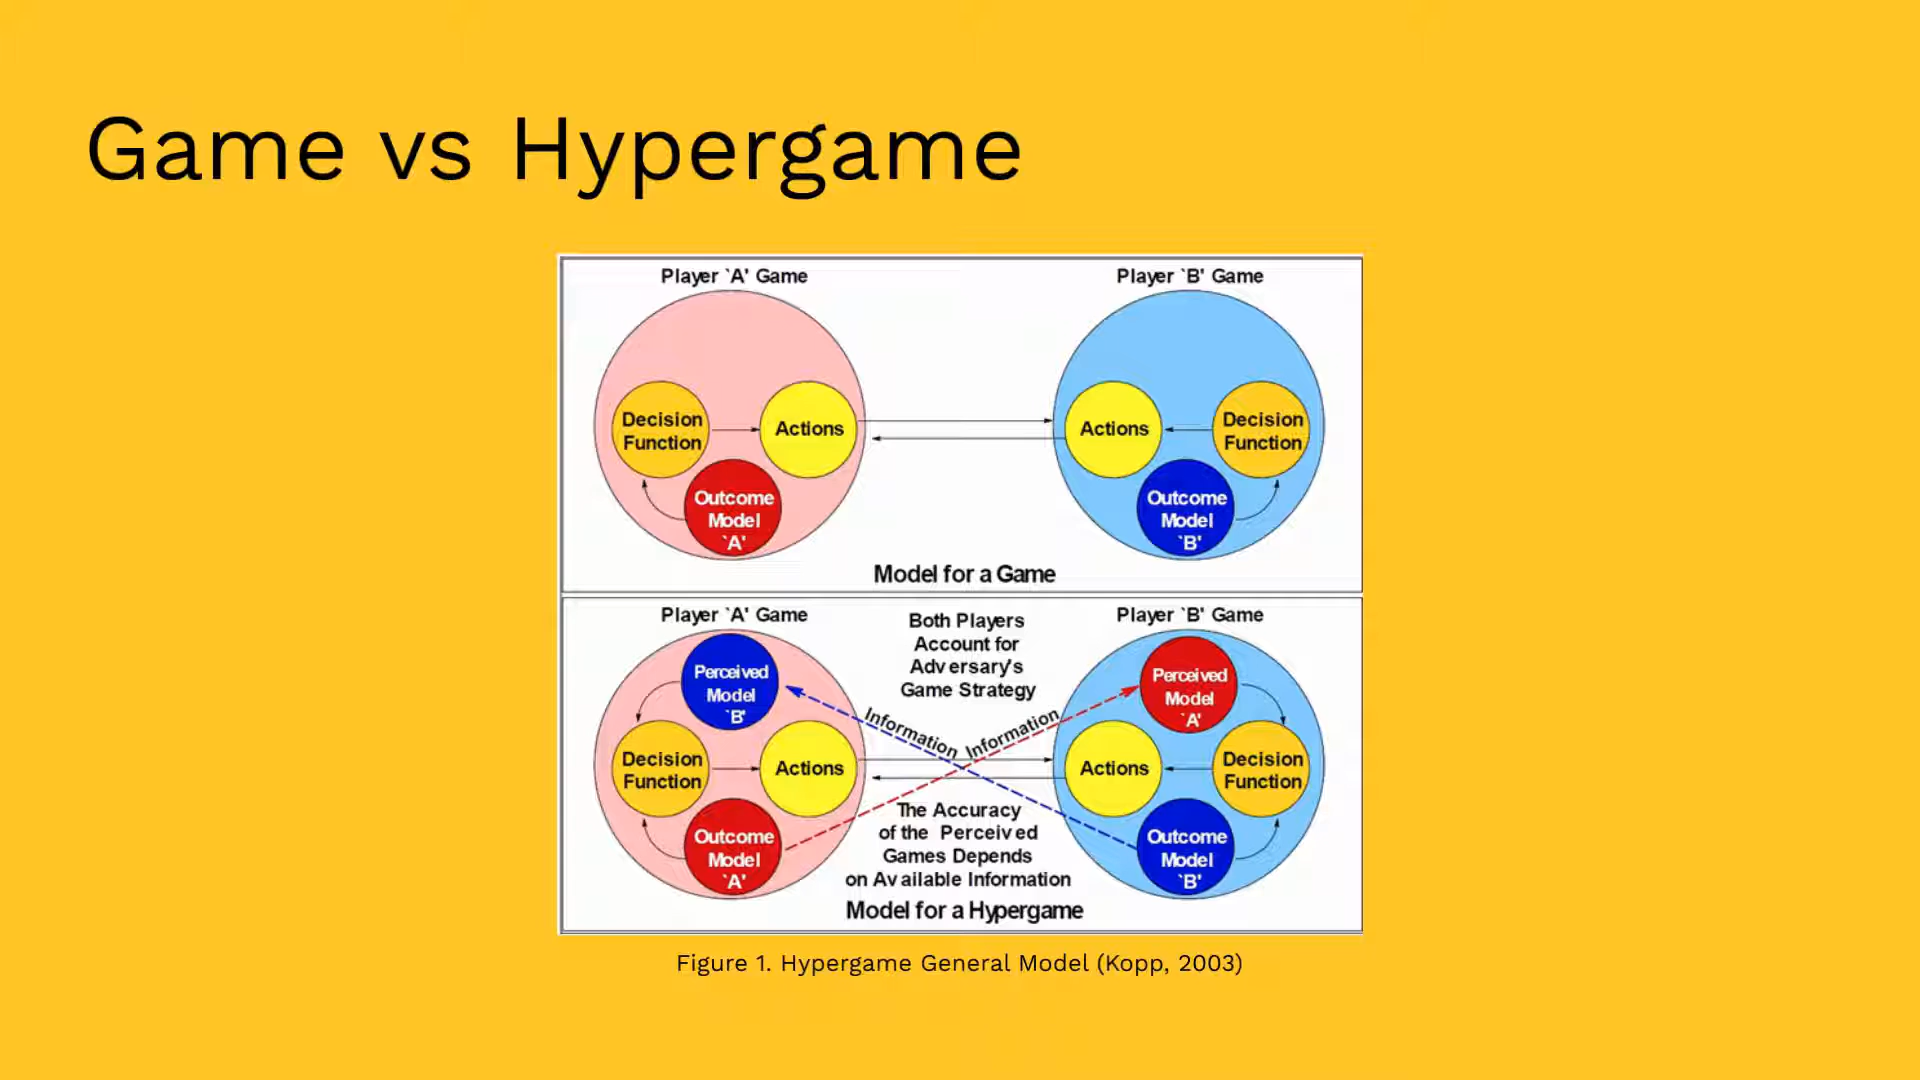 Game vs Hypergame
Player `A' Game
Player `B' Game
Decision
Function
Actions
Outcome
Model
`A'
Actions
Decision
Function
Outcome
Model
`B'
Model for a Game
Player `A' Game
Both Players
Account for
Adversary's
Game Strategy
Player `B' Game
Perceived
Model
`B'
Perceived
Model
`A'
Information
Information
Decision
Function
Actions
Actions
Decision
Function
Outcome
Model
`A'
The Accuracy
of the Perceived
Games Depends
on Available Information
Outcome
Model
`B'
Model for a Hypergame
Figure 1. Hypergame General Model (Kopp, 2003)